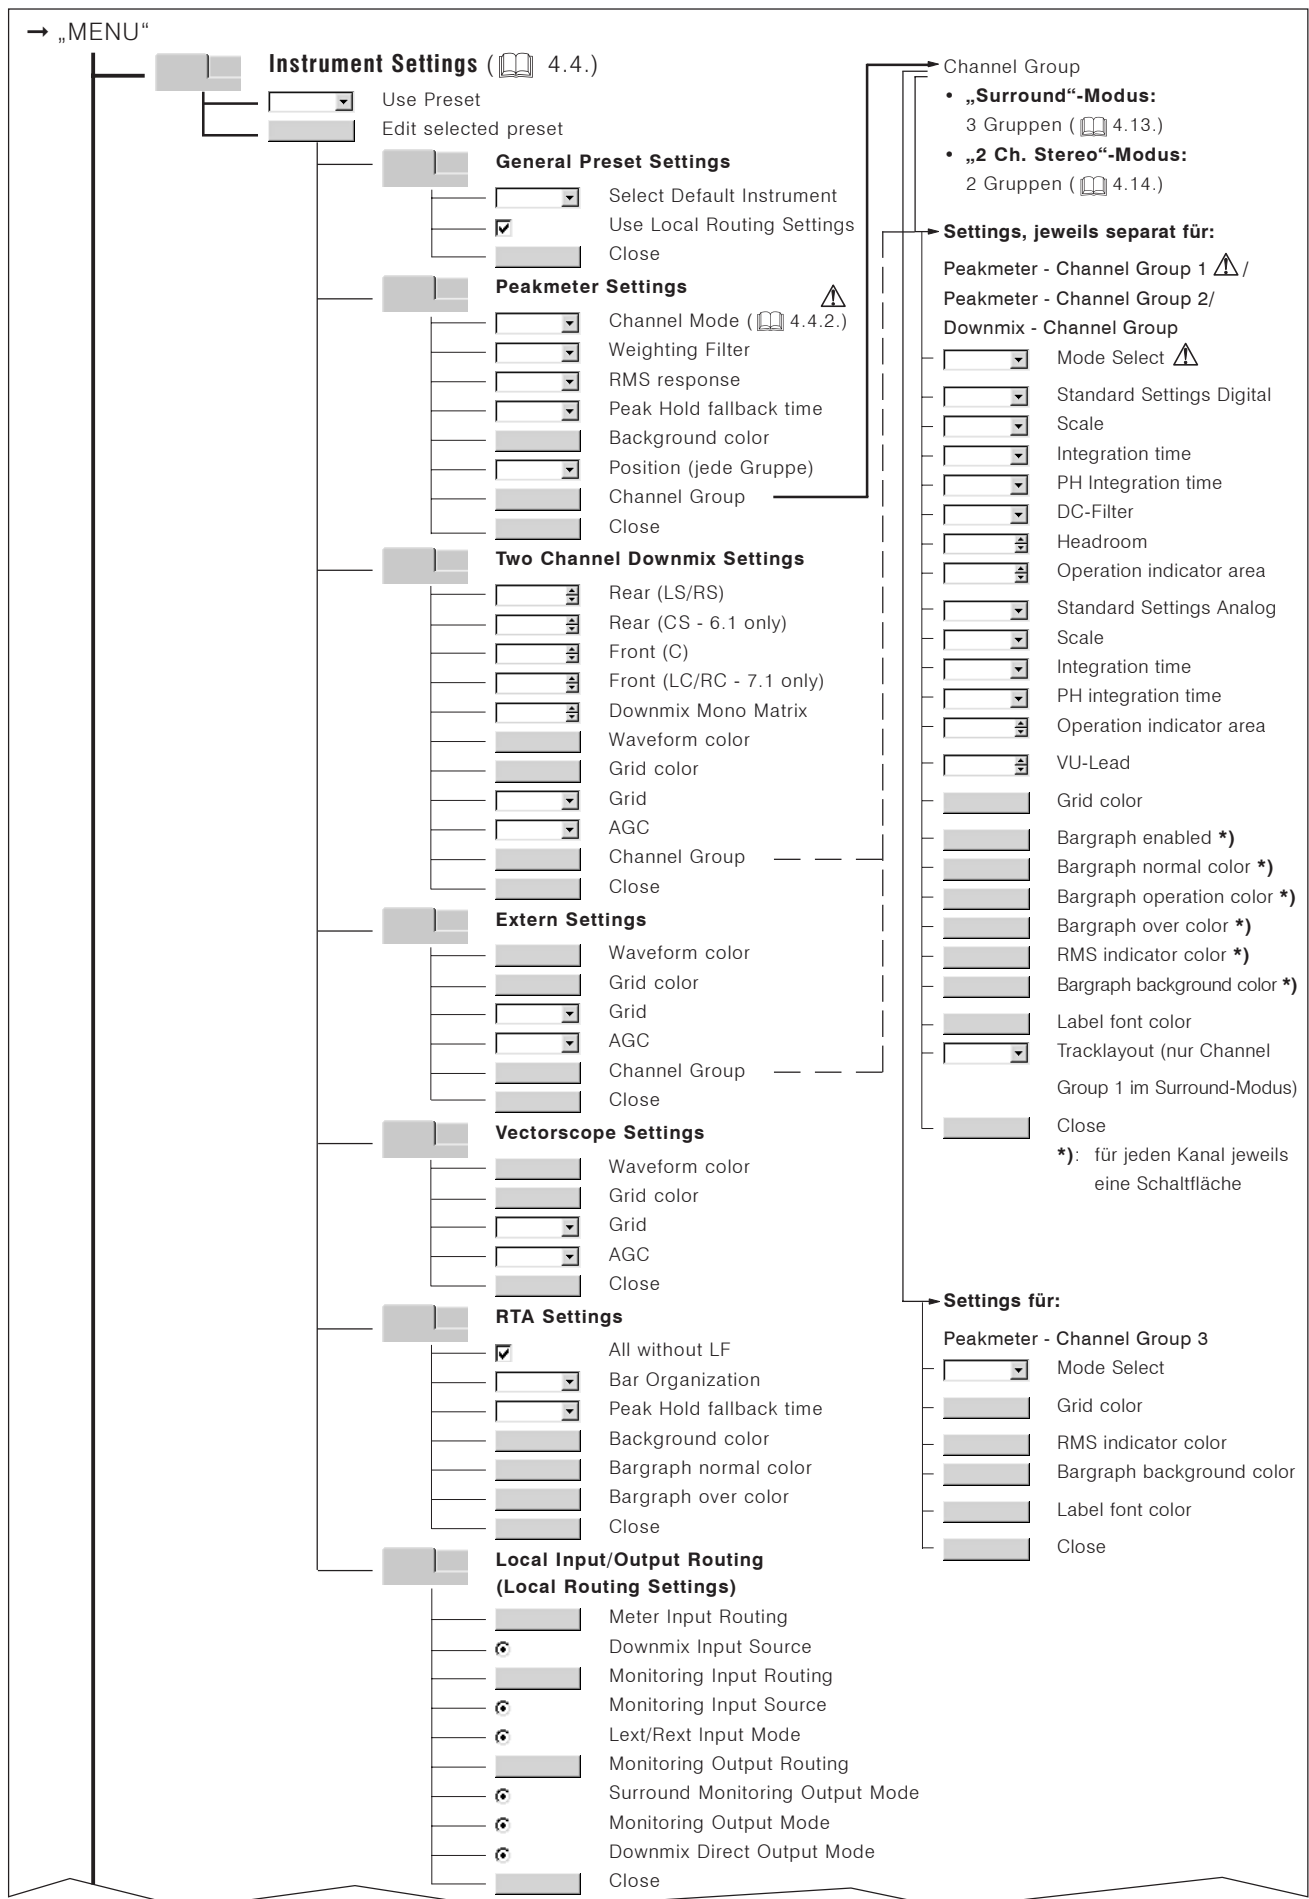 → „MENU“
Instrument Settings ( 4.4.)
Use Preset
Edit selected preset
General Preset Settings
Select Default Instrument
Use Local Routing Settings
Close
Peakmeter Settings
Channel Mode ( 4.4.2.)
Weighting Filter
RMS response
Peak Hold fallback time
Background color
Position (jede Gruppe)
Channel Group
Close
Two Channel Downmix Settings
Rear (LS/RS)
Rear (CS - 6.1 only)
Front (C)
Front (LC/RC - 7.1 only)
Downmix Mono Matrix
Waveform color
Grid color
Grid
AGC
Channel Group
Close
Extern Settings
Waveform color
Grid color
Grid
AGC
Channel Group
Close
Vectorscope Settings
Waveform color
Grid color
Grid
AGC
Close
RTA Settings
All without LF
Bar Organization
Peak Hold fallback time
Background color
Bargraph normal color
Bargraph over color
Close
Local Input/Output Routing
(Local Routing Settings)
Meter Input Routing
Downmix Input Source
Monitoring Input Routing
Monitoring Input Source
Lext/Rext Input Mode
Monitoring Output Routing
Surround Monitoring Output Mode
Monitoring Output Mode
Downmix Direct Output Mode
Close
Channel Group
• „Surround“-Modus:
3 Gruppen ( 4.13.)
• „2 Ch. Stereo“-Modus:
2 Gruppen ( 4.14.)
Settings, jeweils separat für:
Peakmeter - Channel Group 1 ⚠ /
Peakmeter - Channel Group 2/
Downmix - Channel Group
Mode Select ⚠
Standard Settings Digital
Scale
Integration time
PH Integration time
DC-Filter
Headroom
Operation indicator area
Standard Settings Analog
Scale
Integration time
PH integration time
Operation indicator area
VU-Lead
Grid color
Bargraph enabled *)
Bargraph normal color *)
Bargraph operation color *)
Bargraph over color *)
RMS indicator color *)
Bargraph background color *)
Label font color
Tracklayout (nur Channel
Group 1 im Surround-Modus)
Close
*): für jeden Kanal jeweils
eine Schaltfläche
Settings für:
Peakmeter - Channel Group 3
Mode Select
Grid color
RMS indicator color
Bargraph background color
Label font color
Close